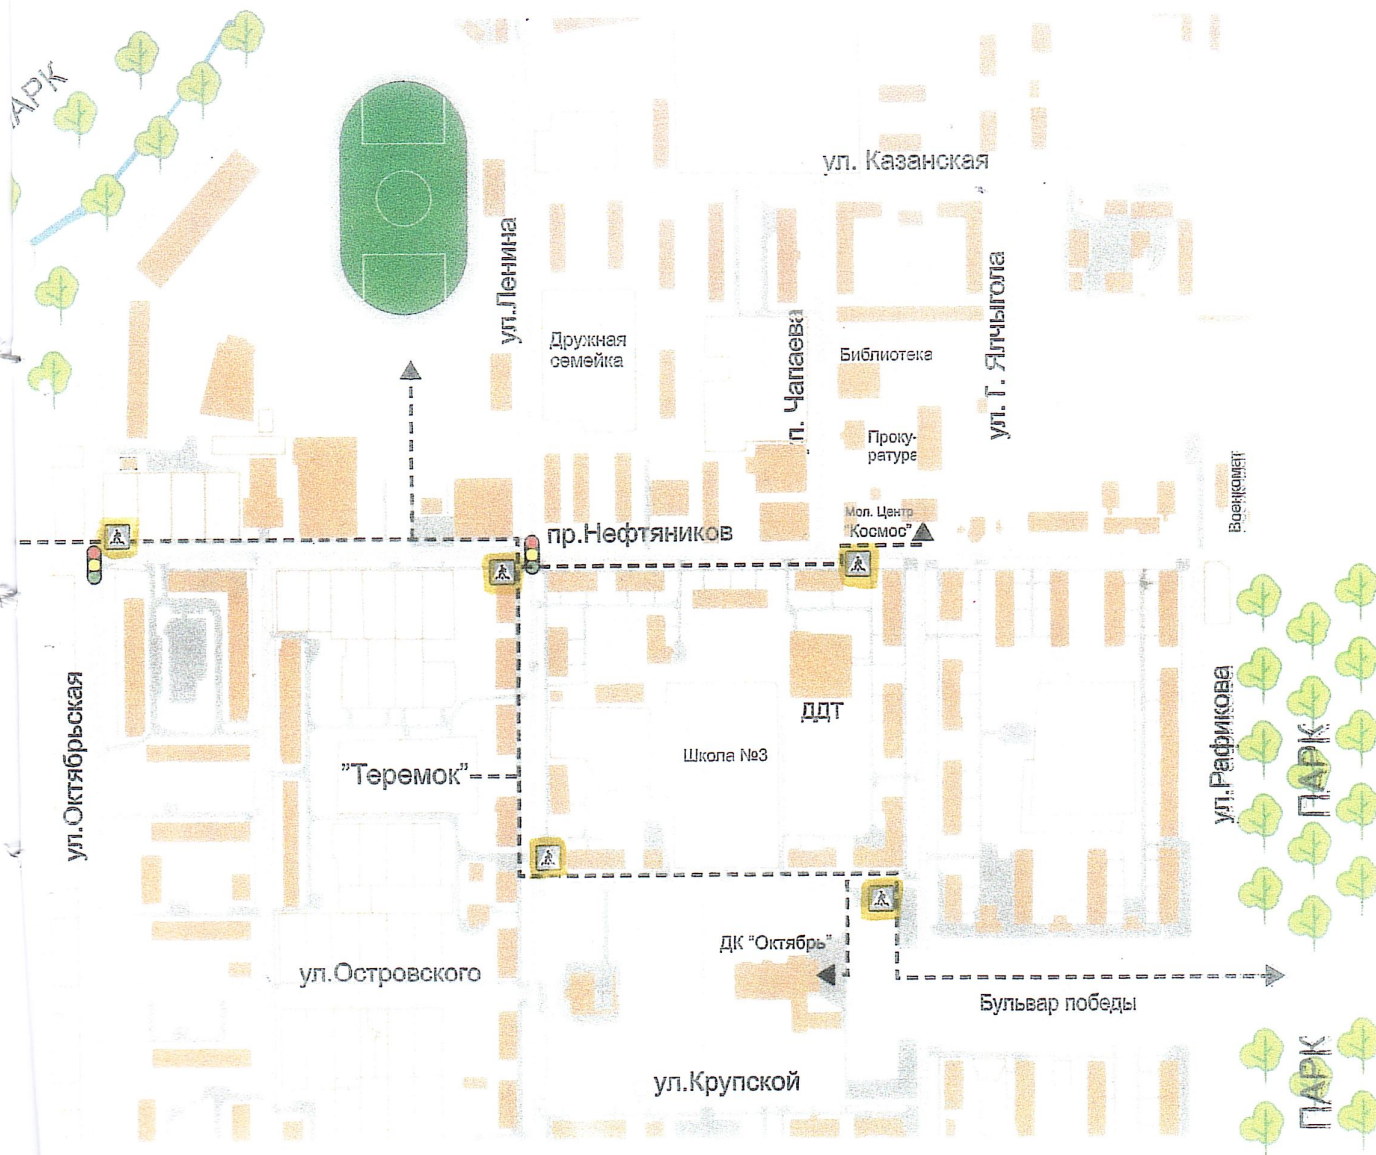 ПАРК
ул. Казанская
ул.Ленина
ул. Т. Ялчыгола
Дружная
семейка
ул. Чапаева
Библиотека
Проку-
ратура
Военкомат
Мол. Центр
"Космос"
пр.Нефтяников
ул.Октябрьская
ДДТ
Школа №3
"Теремок"
ул.Рафикова
ПАРК
ДК "Октябрь"
ул.Островского
Бульвар победы
ул.Крупской
ПАРК